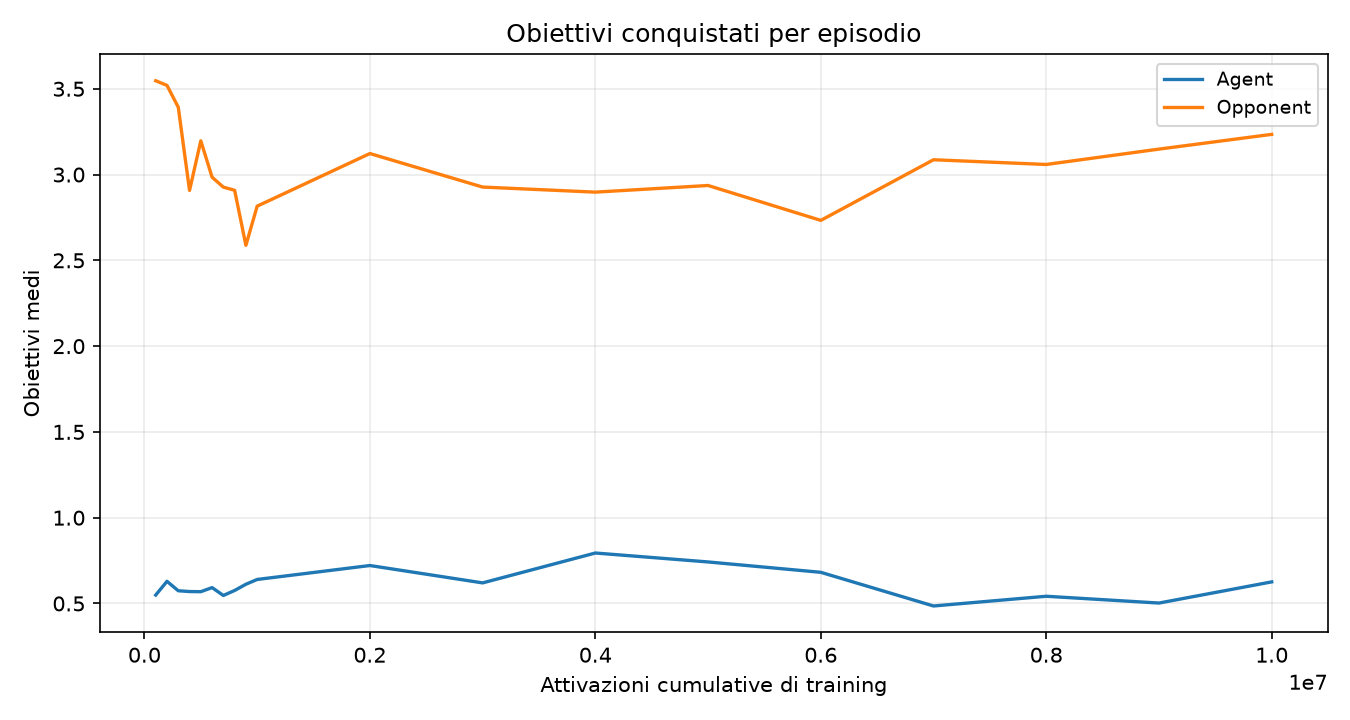 Obiettivi conquistati per episodio
Agent
Opponent
Obiettivi medi
3.5
3.0
2.5
2.0
1.5
1.0
0.5
0.0
0.2
0.4
0.6
0.8
1.0
1e7
Attivazioni cumulative di training